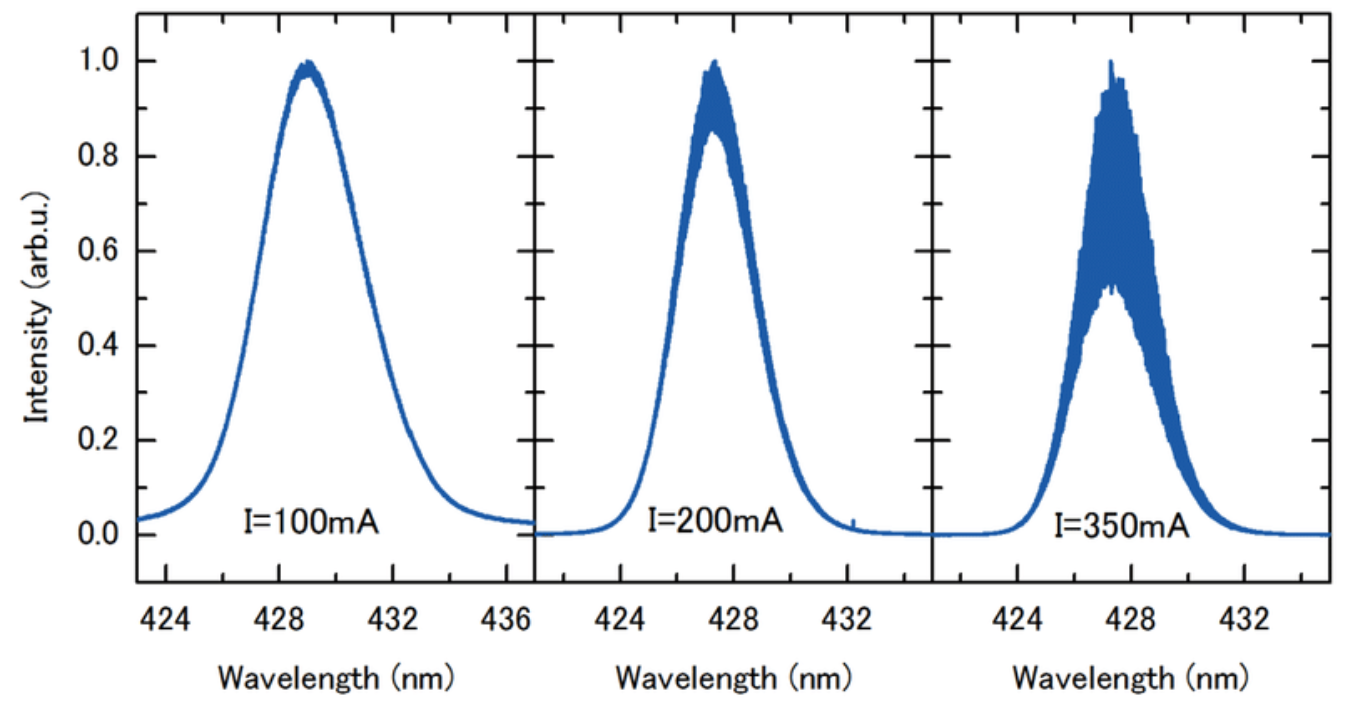 Intensity (arb.u.)
1.0
0.8
0.6
0.4
0.2
0.0
I=100mA
I=200mA
I=350mA
424 428 432 436 424 428 432 424 428 432
Wavelength (nm) Wavelength (nm) Wavelength (nm)